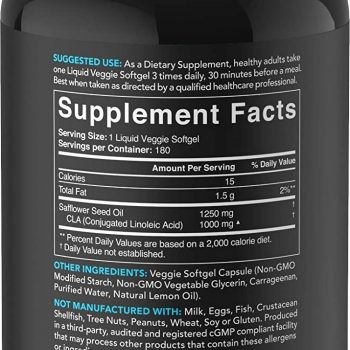 SUGGESTED USE: As a Dietary Supplement, healthy adults take
one Liquid Veggie Softgel 3 times daily, 30 minutes before a meal.
Best when taken as directed by a qualified healthcare professional.
Supplement Facts
Serving Size: 1 Liquid Veggie Softgel
Servings per Container: 180
Amount Per Serving % Daily Value
Calories 15
Total Fat 1.5 g 2%**
Safflower Seed Oil 1250 mg †
CLA (Conjugated Linoleic Acid) 1000 mg ▲ †
** Percent Daily Values are based on a 2,000 calorie diet.
† Daily Value not established.
OTHER INGREDIENTS: Veggie Softgel Capsule (Non-GMO
Modified Starch, Non-GMO Vegetable Glycerin, Carrageenan,
Purified Water, Natural Lemon Oil).
NOT MANUFACTURED WITH: Milk, Eggs, Fish, Crustacean
Shellfish, Tree Nuts, Peanuts, Wheat, Soy or Gluten. Produced
in a third-party, audited and registered cGMP compliant facility
that may process other products that contain these allergens
or ingredients.